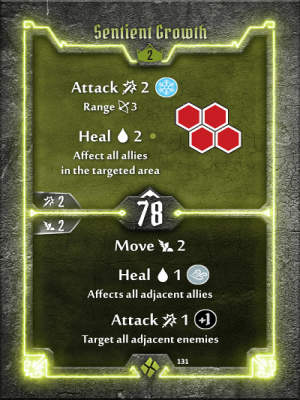 Sentient Growth
2
Attack 2
Range 3
Heal 2
Affect all allies
in the targeted area
2
78
2
Move 2
Heal 1
Affects all adjacent allies
Attack 1 +1
Target all adjacent enemies
131